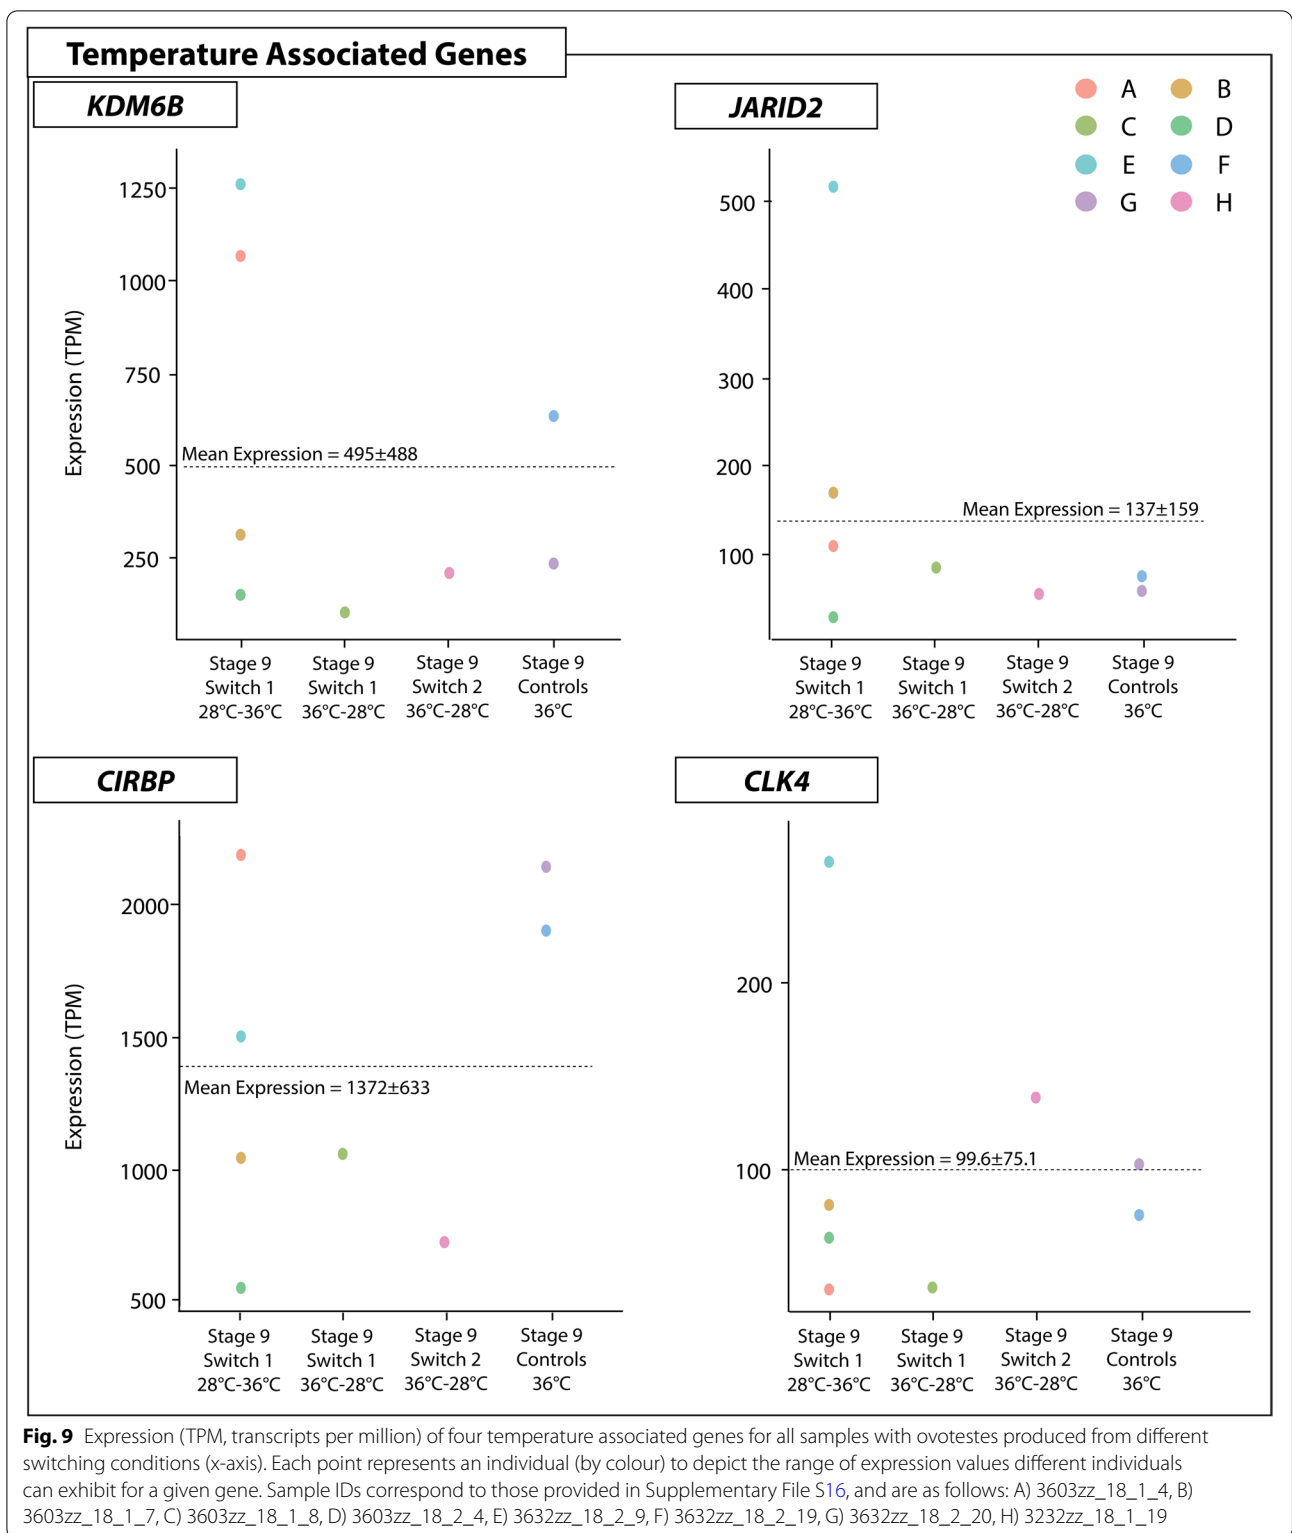 Temperature Associated Genes
KDM6B
JARID2
A B
C D
E F
G H
Expression (TPM)
1250
1000
750
500
250
Mean Expression = 495±488
Stage 9 Stage 9 Stage 9 Stage 9
Switch 1 Switch 1 Switch 2 Controls
28°C-36°C 36°C-28°C 36°C-28°C 36°C
500
400
300
200
100
Mean Expression = 137±159
Stage 9 Stage 9 Stage 9 Stage 9
Switch 1 Switch 1 Switch 2 Controls
28°C-36°C 36°C-28°C 36°C-28°C 36°C
CIRBP
Expression (TPM)
2000
1500
1000
500
Mean Expression = 1372±633
Stage 9 Stage 9 Stage 9 Stage 9
Switch 1 Switch 1 Switch 2 Controls
28°C-36°C 36°C-28°C 36°C-28°C 36°C
CLK4
200
100
Mean Expression = 99.6±75.1
Stage 9 Stage 9 Stage 9 Stage 9
Switch 1 Switch 1 Switch 2 Controls
28°C-36°C 36°C-28°C 36°C-28°C 36°C
Fig. 9 Expression (TPM, transcripts per million) of four temperature associated genes for all samples with ovotestes produced from different
switching conditions (x-axis). Each point represents an individual (by colour) to depict the range of expression values different individuals
can exhibit for a given gene. Sample IDs correspond to those provided in Supplementary File S16, and are as follows: A) 3603zz_18_1_4, B)
3603zz_18_1_7, C) 3603zz_18_1_8, D) 3603zz_18_2_4, E) 3632zz_18_2_9, F) 3632zz_18_2_19, G) 3632zz_18_2_20, H) 3232zz_18_1_19